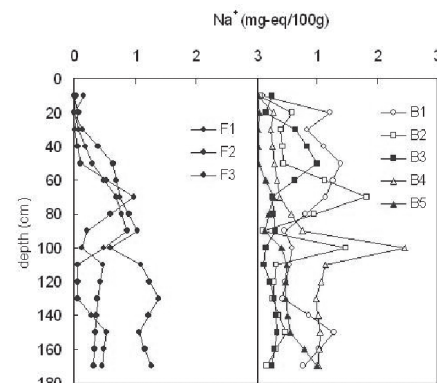 Na+ (mg-eq/100g)
0 1 2 3 1 2 3
0
20
40
60
80
100
120
140
160
180
depth (cm)
F1
F2
F3
B1
B2
B3
B4
B5